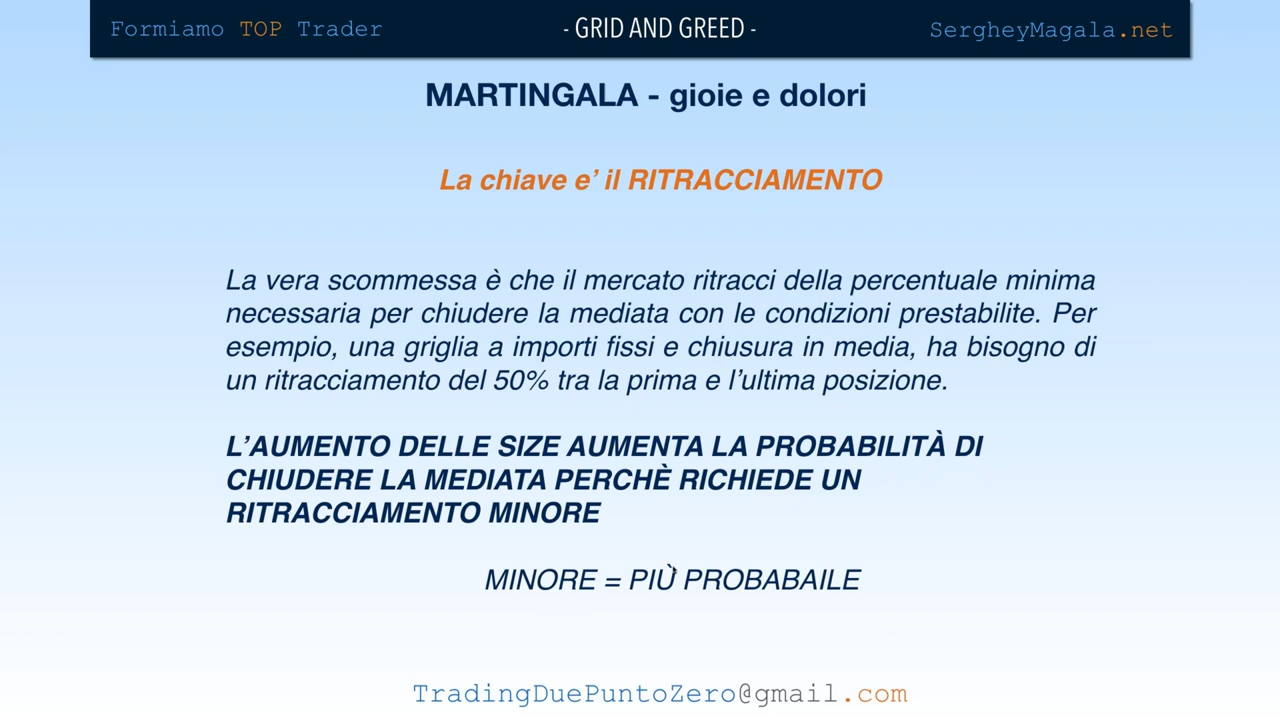 Formiamo TOP Trader
- GRID AND GREED -
SergheyMagala.net
MARTINGALA - gioie e dolori
La chiave e’ il RITRACCIAMENTO
La vera scommessa è che il mercato ritracci della percentuale minima
necessaria per chiudere la mediata con le condizioni prestabilite. Per
esempio, una griglia a importi fissi e chiusura in media, ha bisogno di
un ritracciamento del 50% tra la prima e l’ultima posizione.
L’AUMENTO DELLE SIZE AUMENTA LA PROBABILITÀ DI
CHIUDERE LA MEDIATA PERCHÈ RICHIEDE UN
RITRACCIAMENTO MINORE
MINORE = PIÙ PROBABAILE
TradingDuePuntoZero@gmail.com